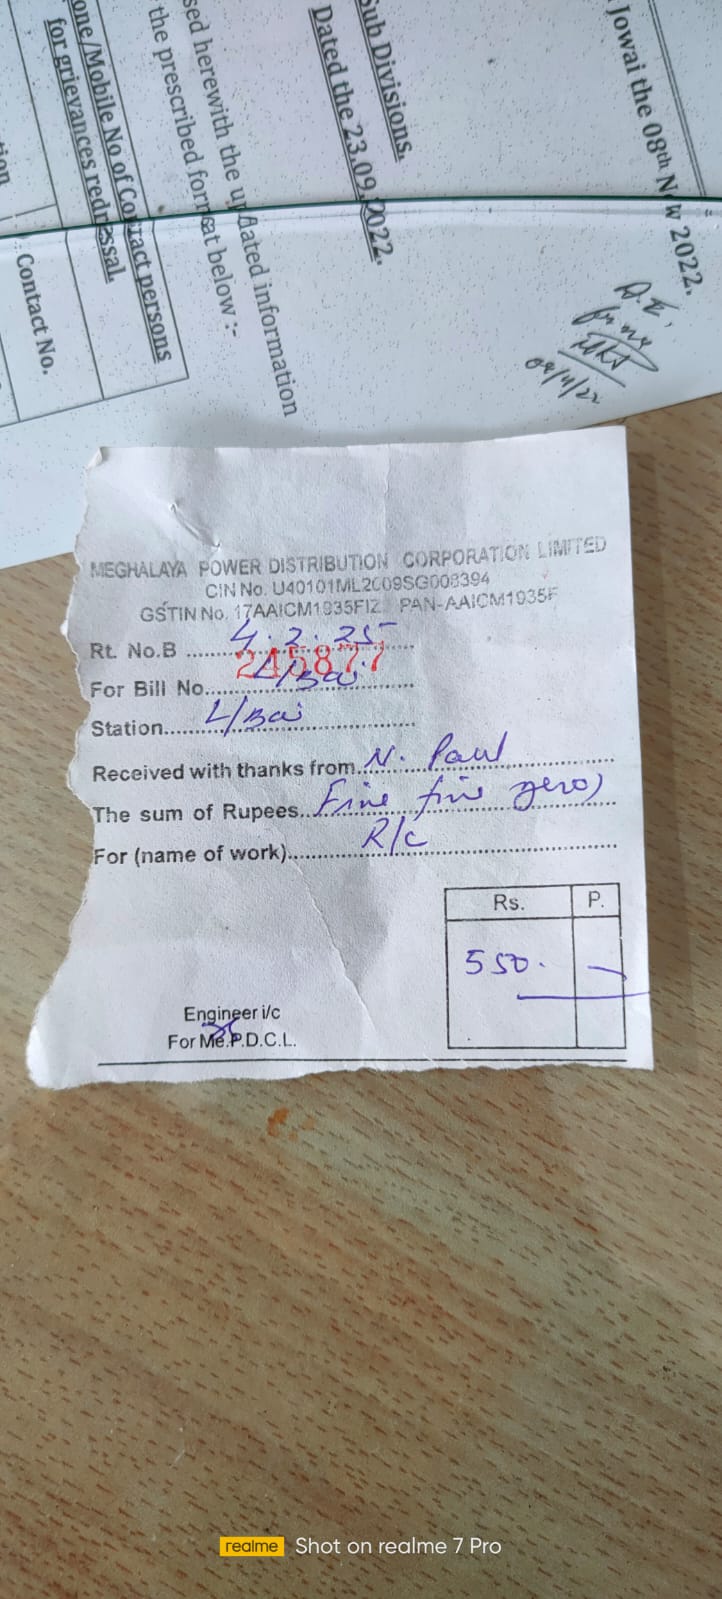 Jowai the 08th Nov 2022.
Sub Divisions.
Dated the 23.09.2022.
sed herewith the updated information
the prescribed format below :-
one/Mobile No of Contract persons
for grievances redressal.
Contact No.
tion
MEGHALAYA POWER DISTRIBUTION CORPORATION LIMITED
CIN No. U40101ML2009SG008394
GSTIN No. 17AAICM1935F1Z PAN-AAICM1935F
Rt. No.B 4.2.25
245877
For Bill No. L/Bai
Station L/Bai
Received with thanks from N. Paul
The sum of Rupees Five five zero)
For (name of work) R/c
Rs. P.
550. —
Engineer i/c
For Me.P.D.C.L.
realme Shot on realme 7 Pro